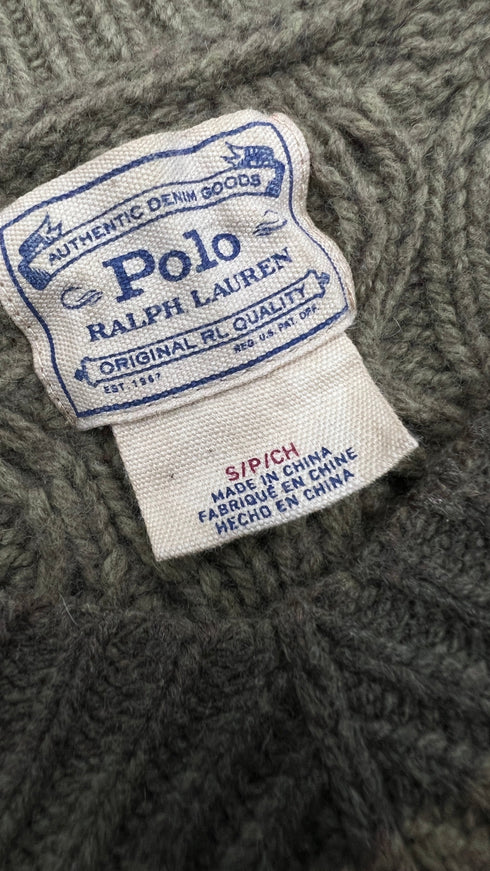 AUTHENTIC DENIM GOODS
Polo
RALPH LAUREN
ORIGINAL RL QUALITY
EST 1967
REG. U.S. PAT. OFF.
S/P/CH
MADE IN CHINA
FABRIQUÉ EN CHINE
HECHO EN CHINA